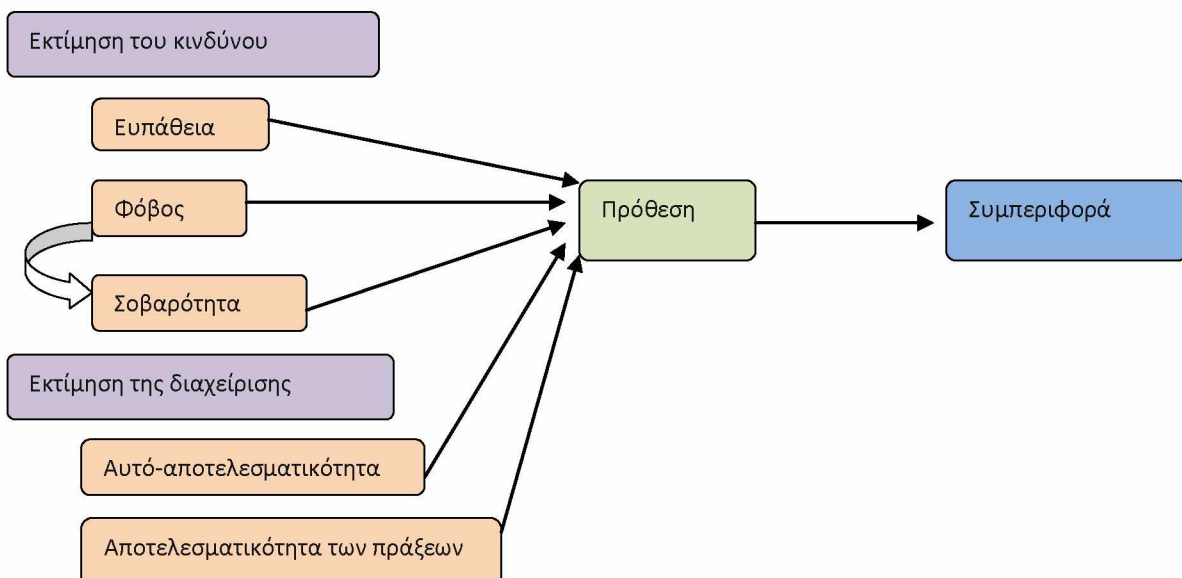 Εκτίμηση του κινδύνου
Ευπάθεια
Φόβος
Σοβαρότητα
Εκτίμηση της διαχείρισης
Αυτό-αποτελεσματικότητα
Αποτελεσματικότητα των πράξεων
Πρόθεση
Συμπεριφορά